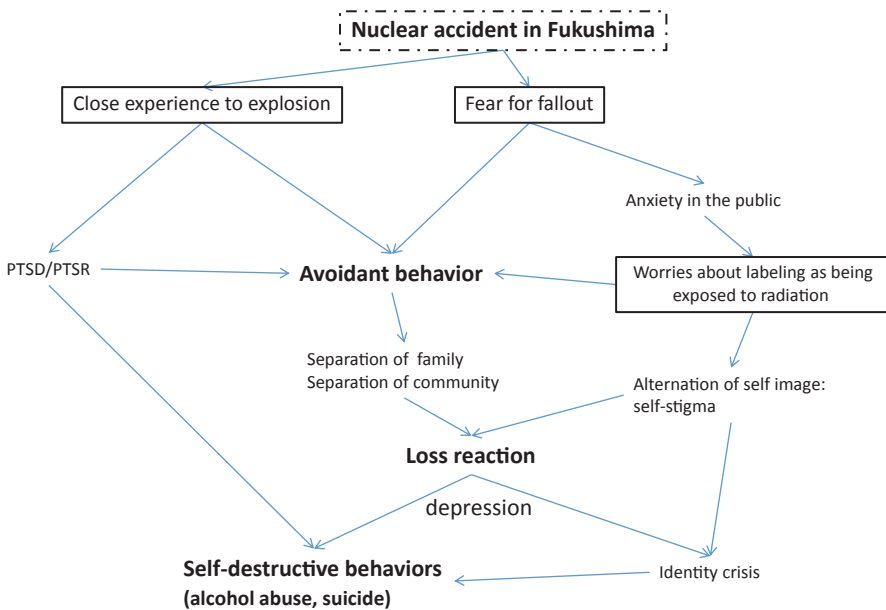 Nuclear accident in Fukushima
Close experience to explosion
Fear for fallout
Anxiety in the public
PTSD/PTSR
Avoidant behavior
Worries about labeling as being
exposed to radiation
Separation of family
Separation of community
Alternation of self image:
self-stigma
Loss reaction
depression
Self-destructive behaviors
(alcohol abuse, suicide)
Identity crisis